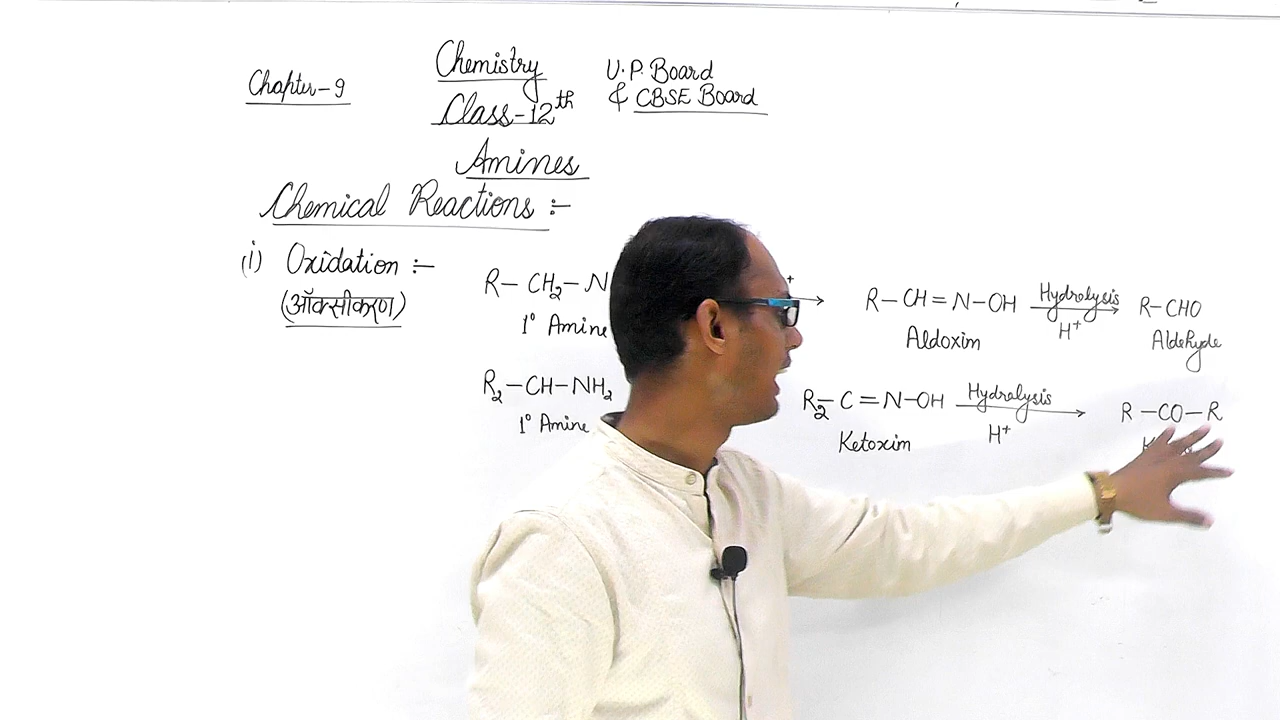 Chapter-9
Chemistry
Class-12th
U.P. Board
& CBSE Board
Amines
Chemical Reactions :-
(i) Oxidation :-
(ऑक्सीकरण)
R-CH2-N + → R-CH=N-OH Hydrolysis H+ → R-CHO
1° Amine Aldoxim Aldehyde
R2-CH-NH2 R2-C=N-OH Hydrolysis H+ → R-CO-R
1° Amine Ketoxim